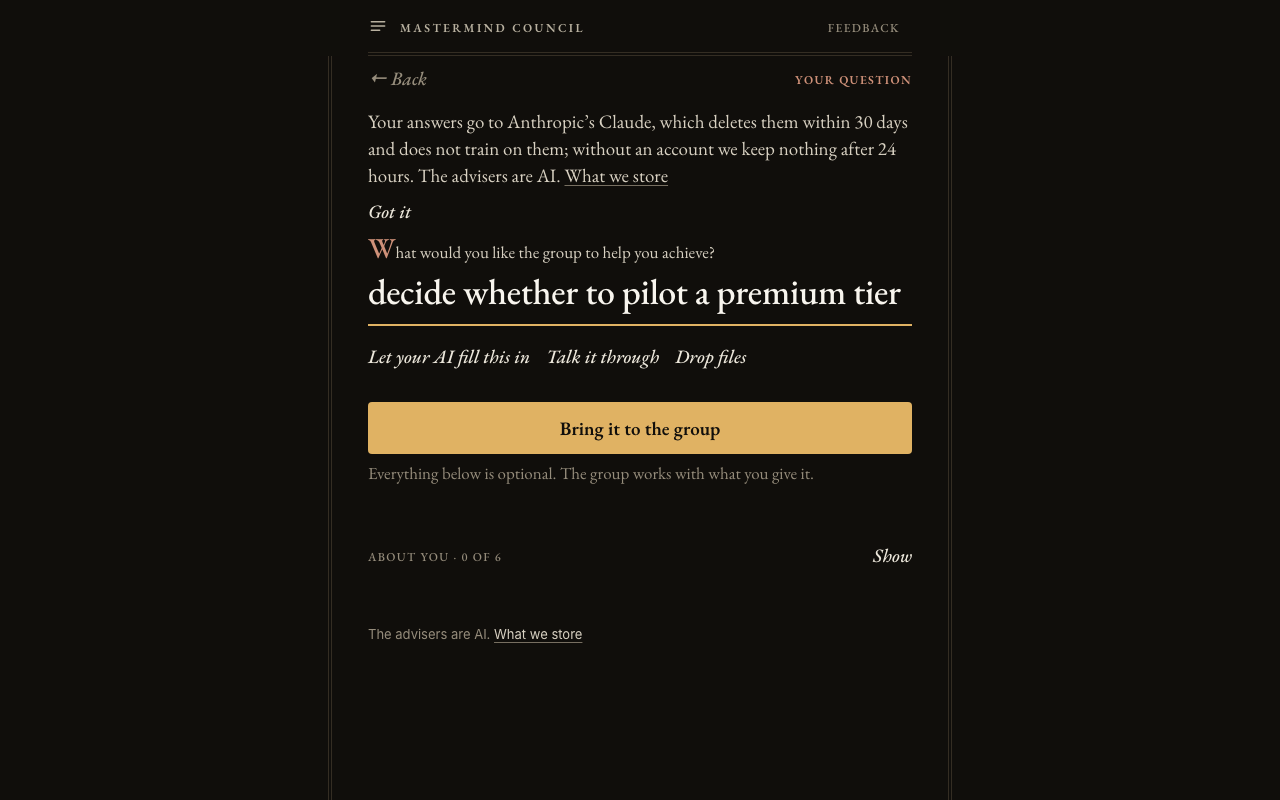 MASTERMIND COUNCIL
FEEDBACK
← Back
YOUR QUESTION
Your answers go to Anthropic’s Claude, which deletes them within 30 days
and does not train on them; without an account we keep nothing after 24
hours. The advisers are AI. What we store
Got it
What would you like the group to help you achieve?
decide whether to pilot a premium tier
Let your AI fill this in
Talk it through
Drop files
Bring it to the group
Everything below is optional. The group works with what you give it.
ABOUT YOU · 0 OF 6
Show
The advisers are AI. What we store